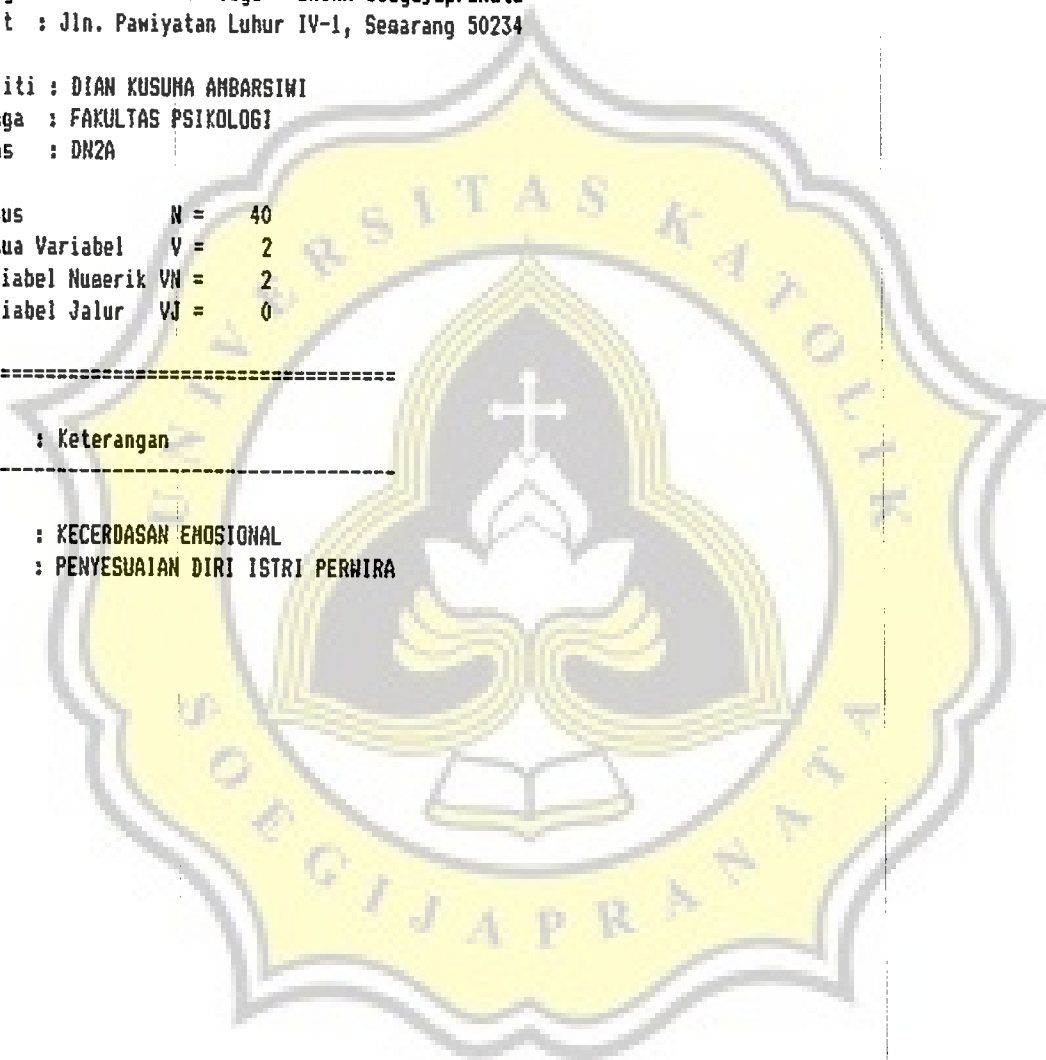 t : Jln. Pawiyatan Luhur IV-1, Semarang 50234
iti : DIAN KUSUMA AMBARSIWI
ga : FAKULTAS PSIKOLOGI
s : DN2A
us N = 40
ua Variabel V = 2
iabel Numerik VN = 2
iabel Jalur VJ = 0
: Keterangan
: KECERDASAN EMOSIONAL
: PENYESUAIAN DIRI ISTRI PERWIRA
UNIVERSITAS KATOLIK
SOEGIJAPRANATA